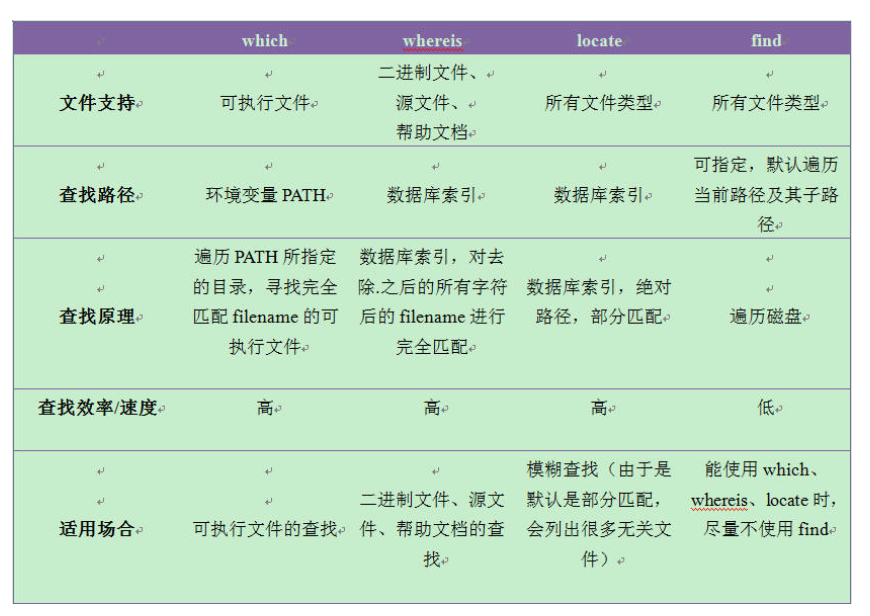 which whereis locate find
文件支持 可执行文件 二进制文件、 源文件、 帮助文档 所有文件类型 所有文件类型
查找路径 环境变量 PATH 数据库索引 数据库索引 可指定，默认遍历 当前路径及其子路 径
查找原理 遍历 PATH 所指定 的目录，寻找完全 匹配 filename 的可 执行文件 数据库索引，对去 除.之后的所有字符 后的 filename 进行 完全匹配 数据库索引，绝对 路径，部分匹配 遍历磁盘
查找效率/速度 高 高 高 低
适用场合 可执行文件的查找 二进制文件、源文 件、帮助文档的查 找 模糊查找（由于是 默认是部分匹配， 会列出很多无关文 件） 能使用 which、 whereis、locate 时， 尽量不使用 find